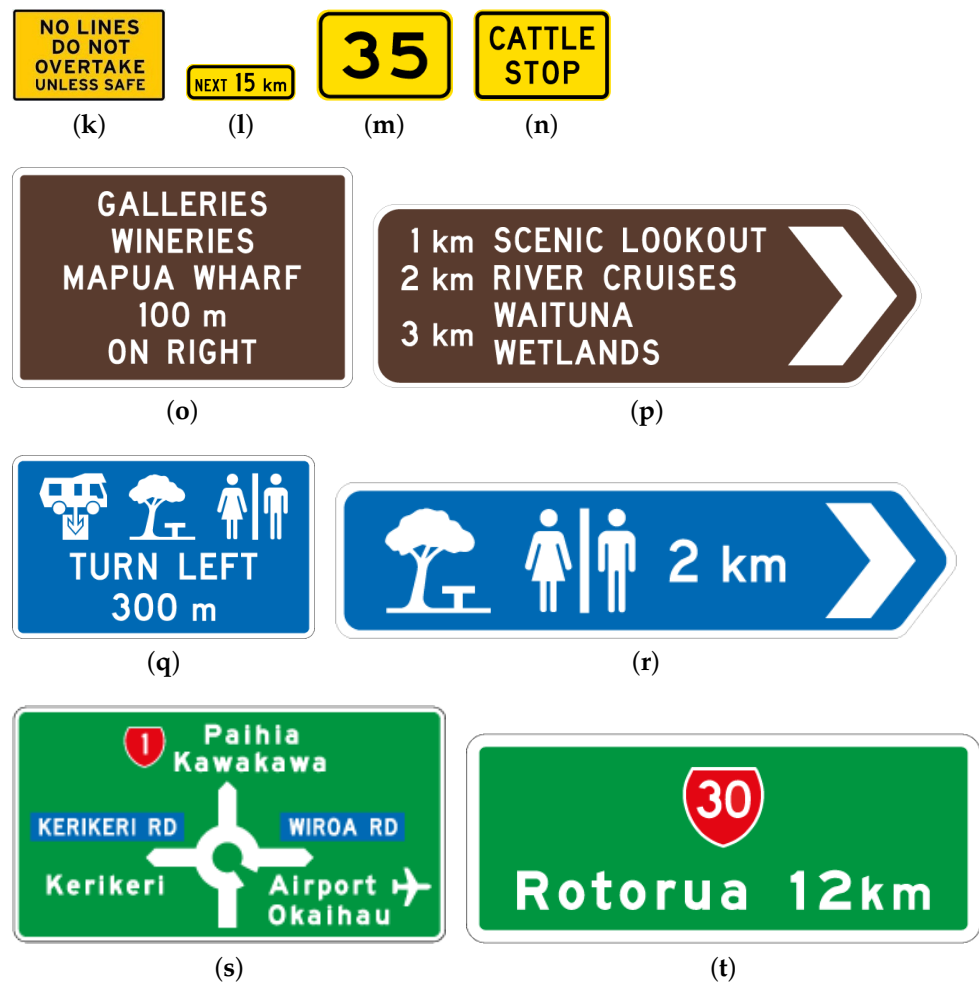 NO LINES
DO NOT
OVERTAKE
UNLESS SAFE
NEXT 15 km
35
CATTLE
STOP
(k)
(l)
(m)
(n)
GALLERIES
WINERIES
MAPUA WHARF
100 m
ON RIGHT
1 km SCENIC LOOKOUT
2 km RIVER CRUISES
3 km WAITUNA
WETLANDS
(o)
(p)
TURN LEFT
300 m
2 km
(q)
(r)
1 Paihia
Kawakawa
KERIKERI RD
WIROA RD
Kerikeri
Airport
Okaihau
30
Rotorua 12km
(s)
(t)